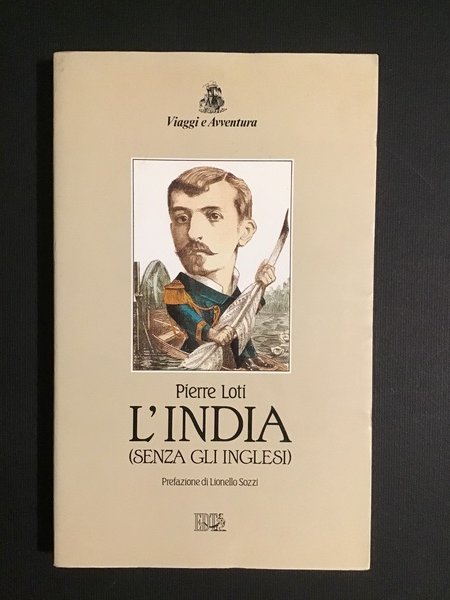 Viaggi e Avventura
Pierre Loti
L'INDIA
(SENZA GLI INGLESI)
Prefazione di Lionello Sozzi
EDT